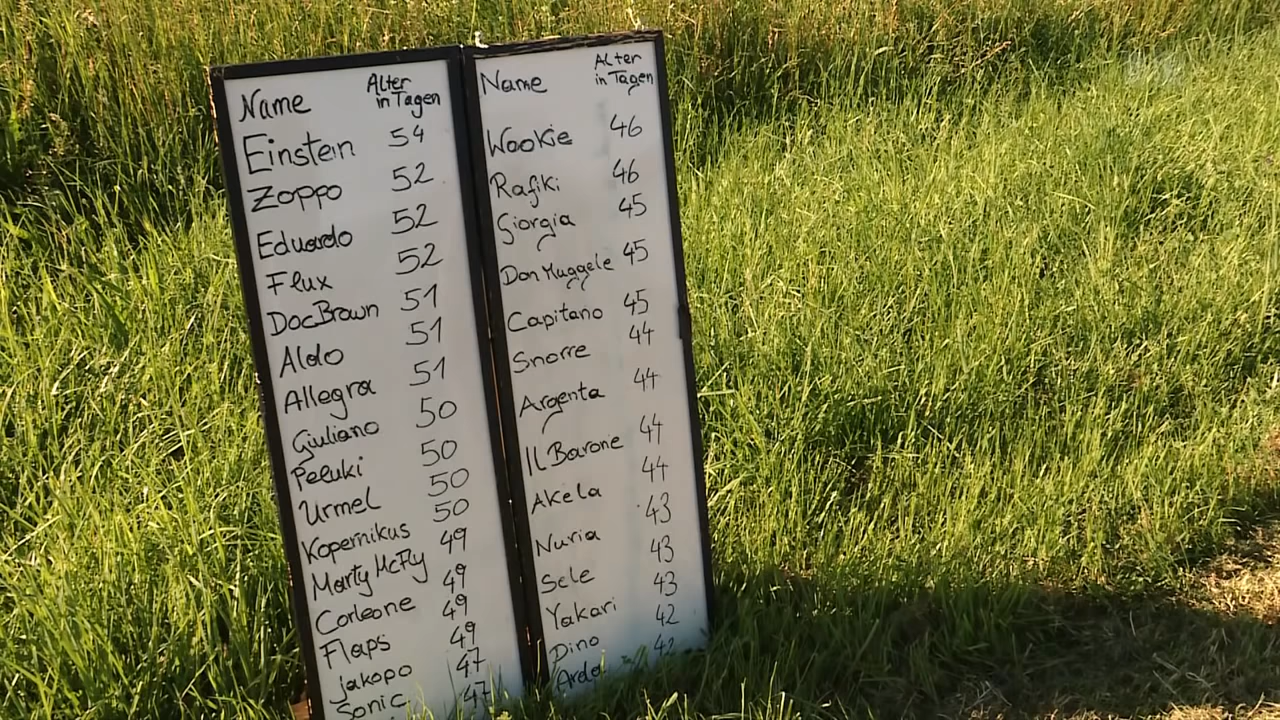 Name Alter in Tagen
Einstein 54
Zoppo 52
Eduardo 52
Flux 52
DocBrown 51
Aldo 51
Allegra 51
Giuliano 50
Peluki 50
Urmel 50
Kopernikus 50
Marty McFly 49
Corleone 49
Flaps 49
Jakopo 49
Sonic 47
47
Name Alter in Tagen
Wookie 46
Rafiki 46
Giorgia 45
Don Muggele 45
Capitano 45
Snorre 44
Argenta 44
Il Barone 44
Akela 44
Nuria 43
Sele 43
Yakari 43
Dino 42
Ardo 42